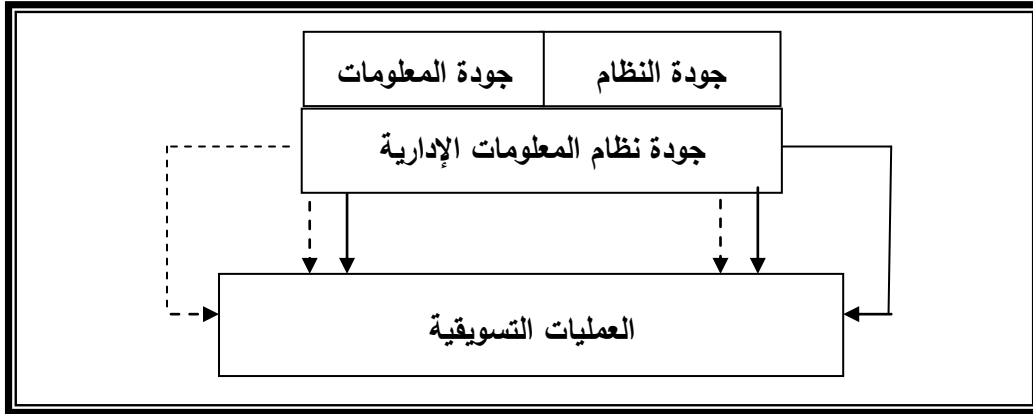 جودة النظام
جودة المعلومات
جودة نظام المعلومات الإدارية
العمليات التسويقية